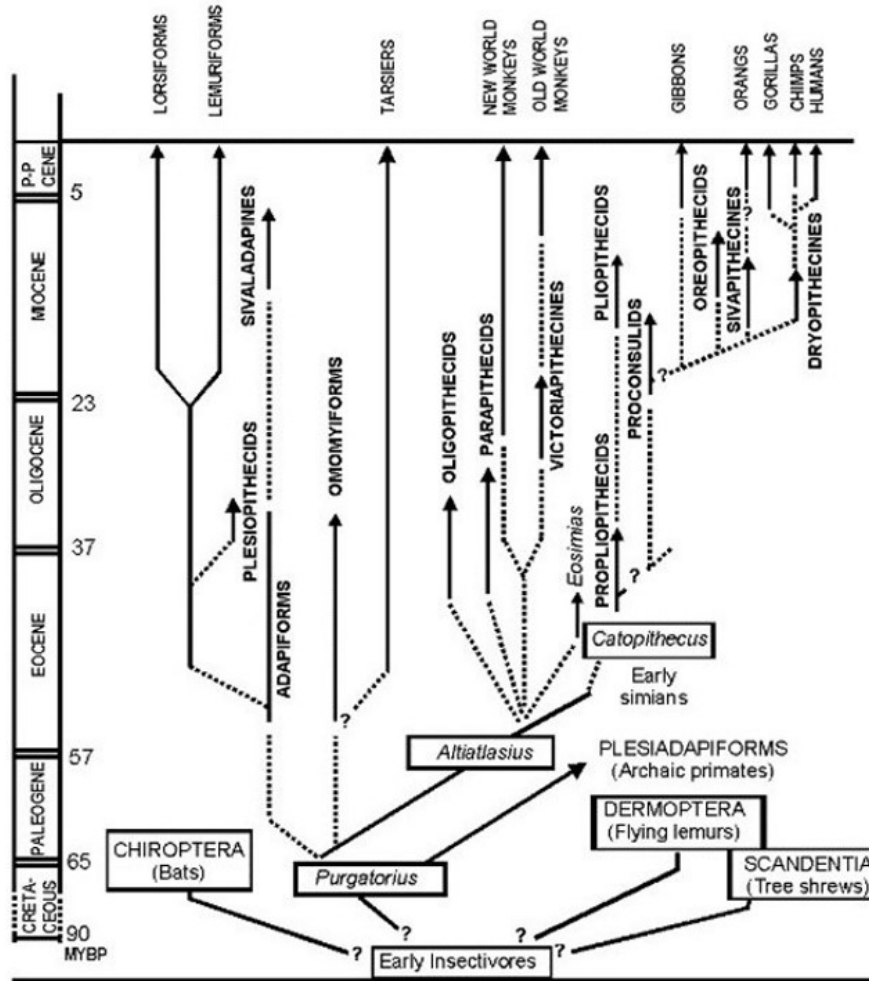 LORSIFORMS
LEMURIFORMS
TARSIERS
NEW WORLD
MONKEYS
OLD WORLD
MONKEYS
GIBBONS
ORANGS
GORILLAS
CHIMPS
HUMANS
P-P
CENE
5
MIOCENE
23
OLIGOCENE
37
EOCENE
57
PALEOGENE
65
CRETA-
CEOUS
90
MYBP
SIVALADAPINES
PLESIOPITHECIDS
ADAPIFORMS
OMOMYIFORMS
?
OLIGOPITHECIDS
PARAPITHECIDS
VICTORIAPITHECINES
Eosimias
PLIOPITHECIDS
PROPLIOPITHECIDS
?
PROCONSULIDS
?
OREOPITHECIDS
SIVAPITHECINES
?
DRYOPITHECINES
Catopithecus
Early
simians
Altiatlasius
PLESIADAPIFORMS
(Archaic primates)
DERMOPTERA
(Flying lemurs)
CHIROPTERA
(Bats)
Purgatorius
SCANDENTIA
(Tree shrews)
?
?
?
?
Early Insectivores